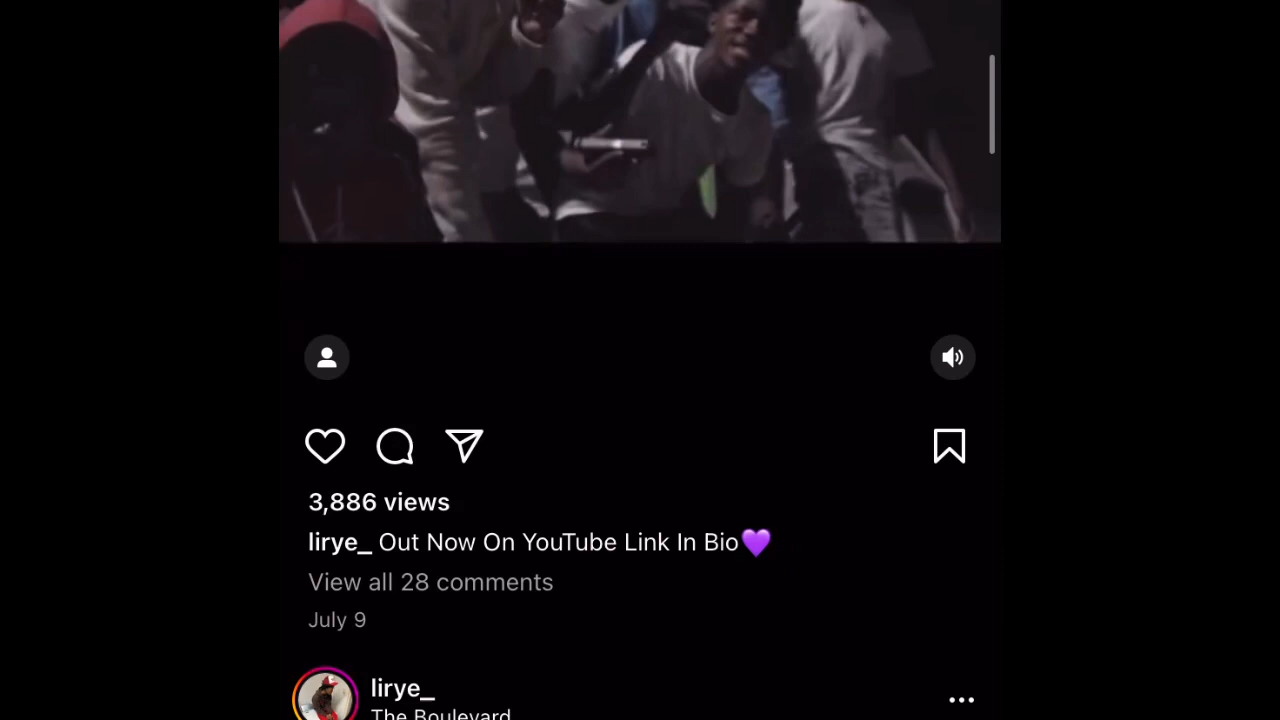 3,886 views
lirye_ Out Now On YouTube Link In Bio💜
View all 28 comments
July 9
lirye_
The Boulevard